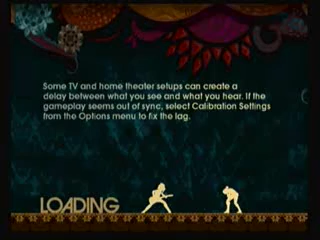 Some TV and home theater setups can create a
delay between what you see and what you hear. If the
gameplay seems out of sync, select Calibration Settings
from the Options menu to fix the lag.
LOADING